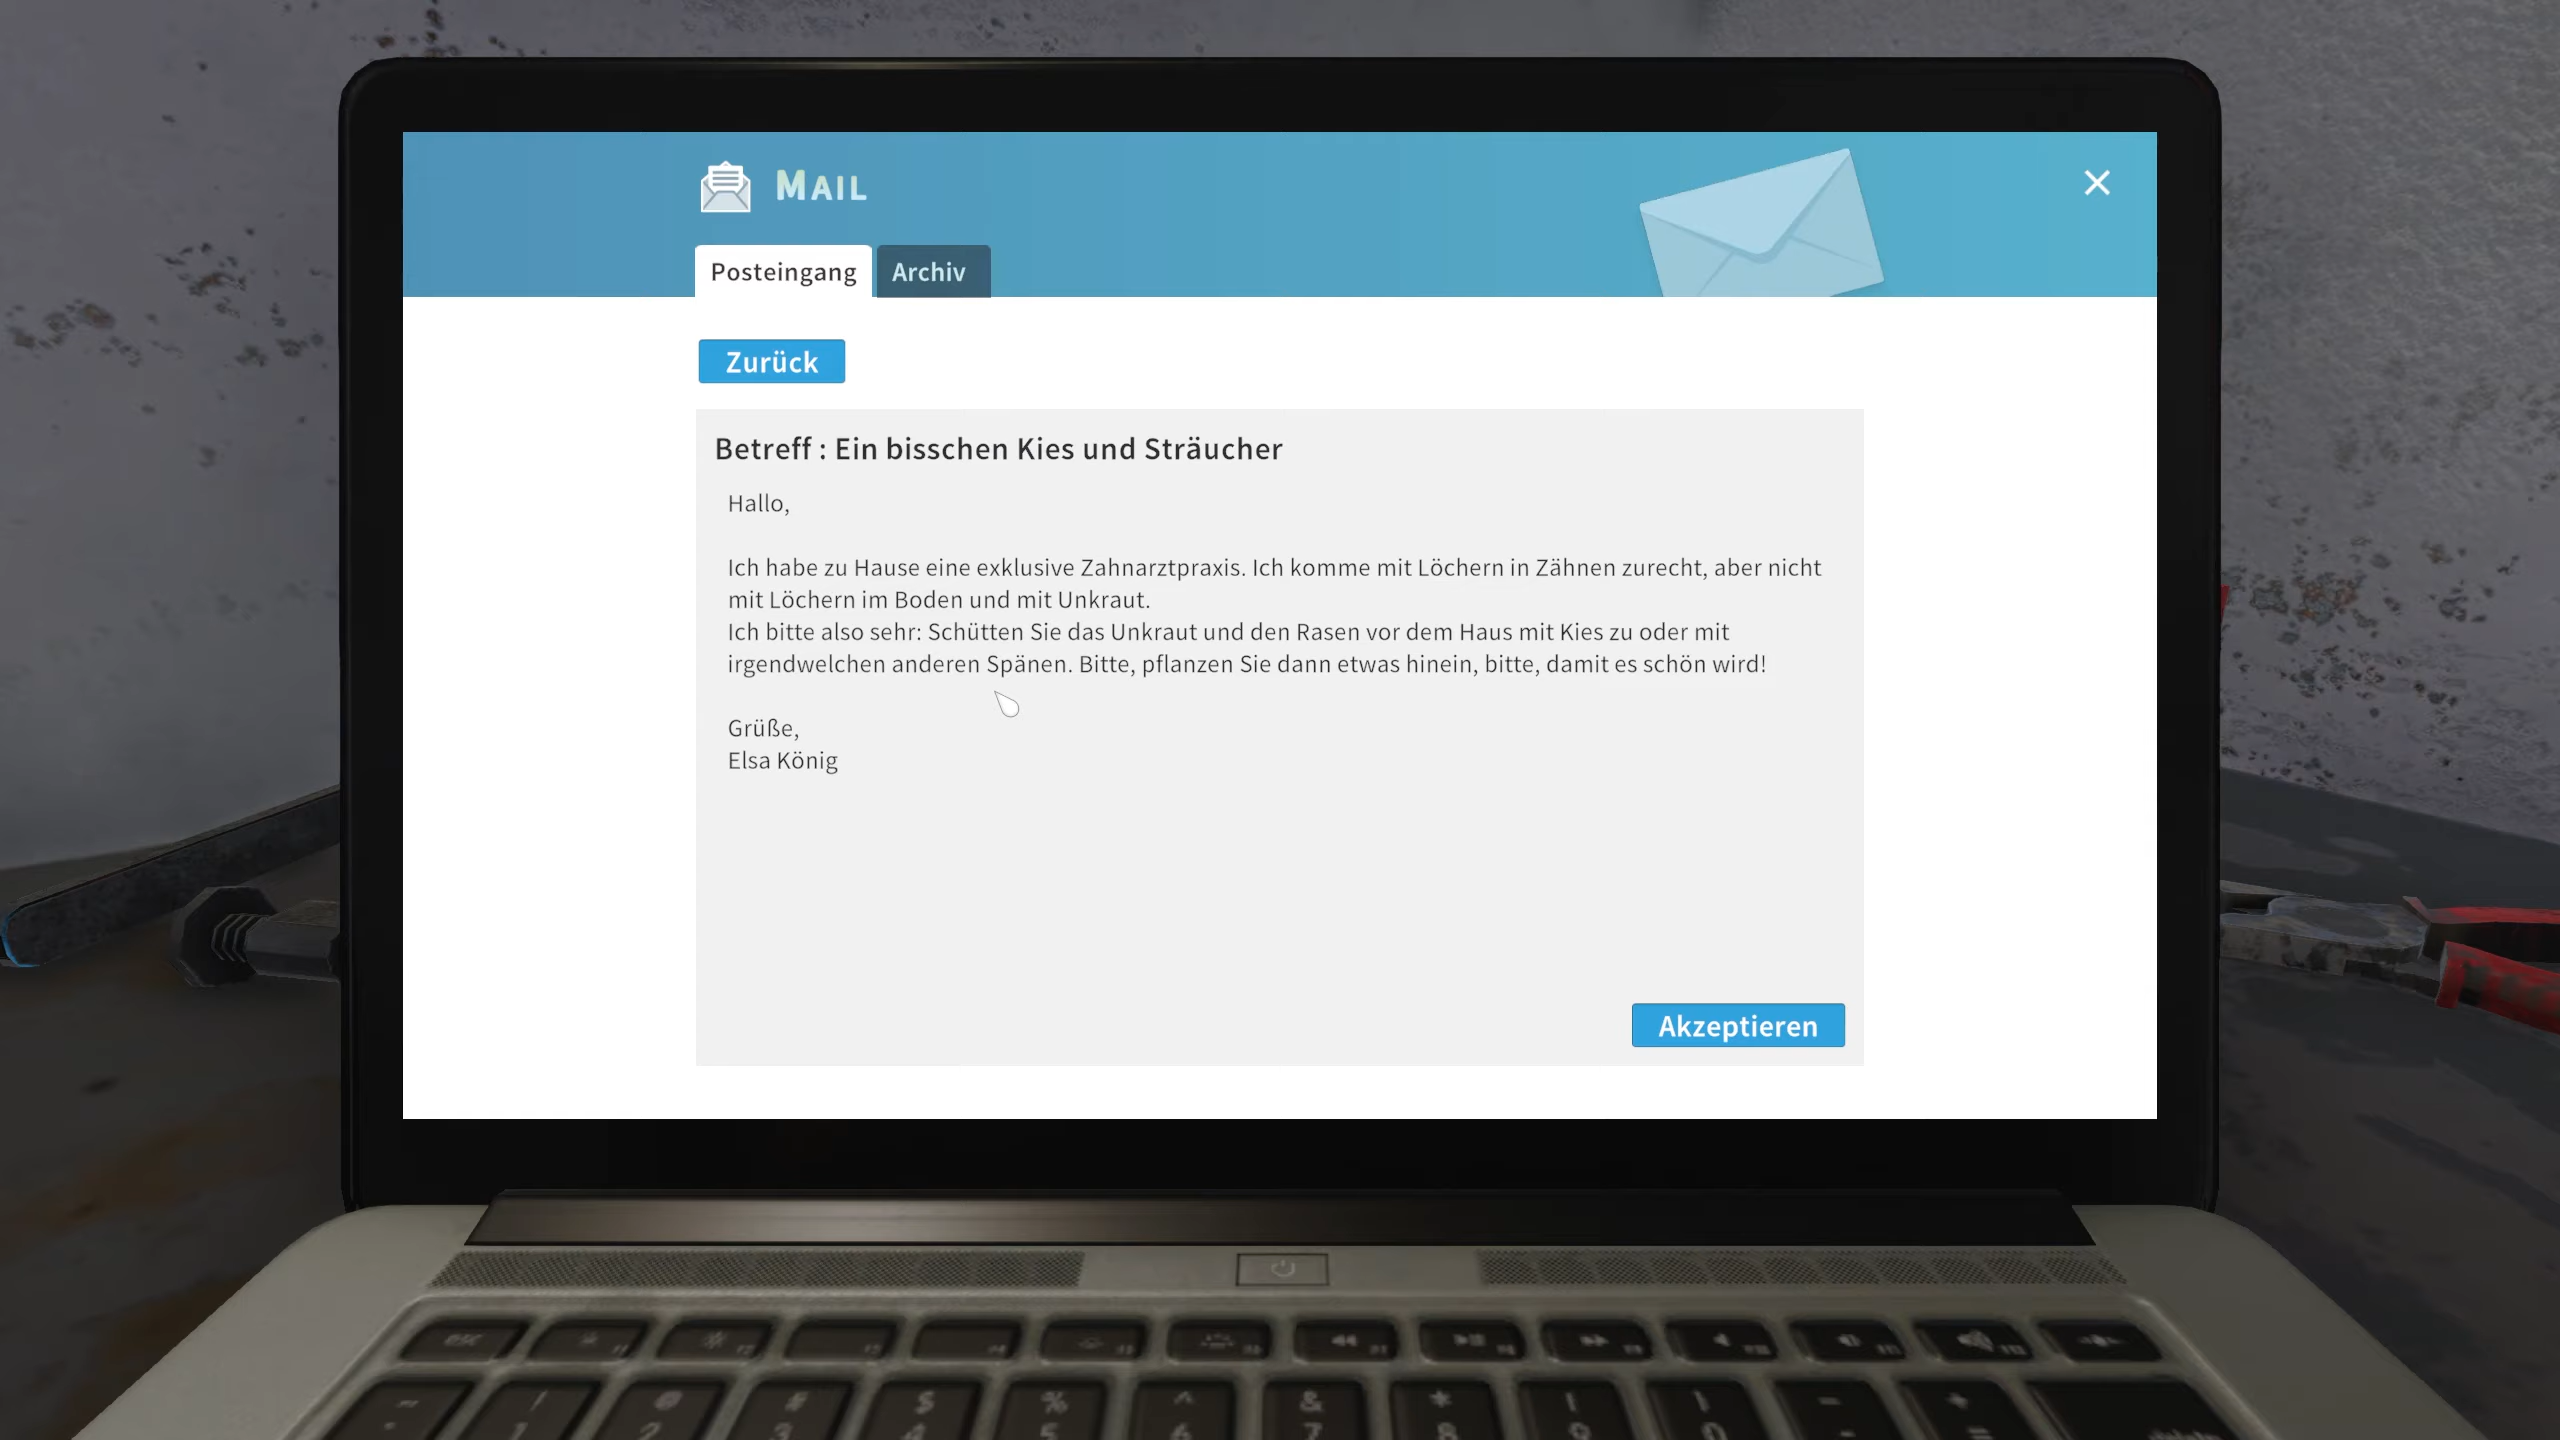 MAIL
Posteingang Archiv
Zurück
Betreff : Ein bisschen Kies und Sträucher
Hallo,
Ich habe zu Hause eine exklusive Zahnarztpraxis. Ich komme mit Löchern in Zähnen zurecht, aber nicht
mit Löchern im Boden und mit Unkraut.
Ich bitte also sehr: Schütten Sie das Unkraut und den Rasen vor dem Haus mit Kies zu oder mit
irgendwelchen anderen Spänen. Bitte, pflanzen Sie dann etwas hinein, bitte, damit es schön wird!
Grüße,
Elsa König
Akzeptieren